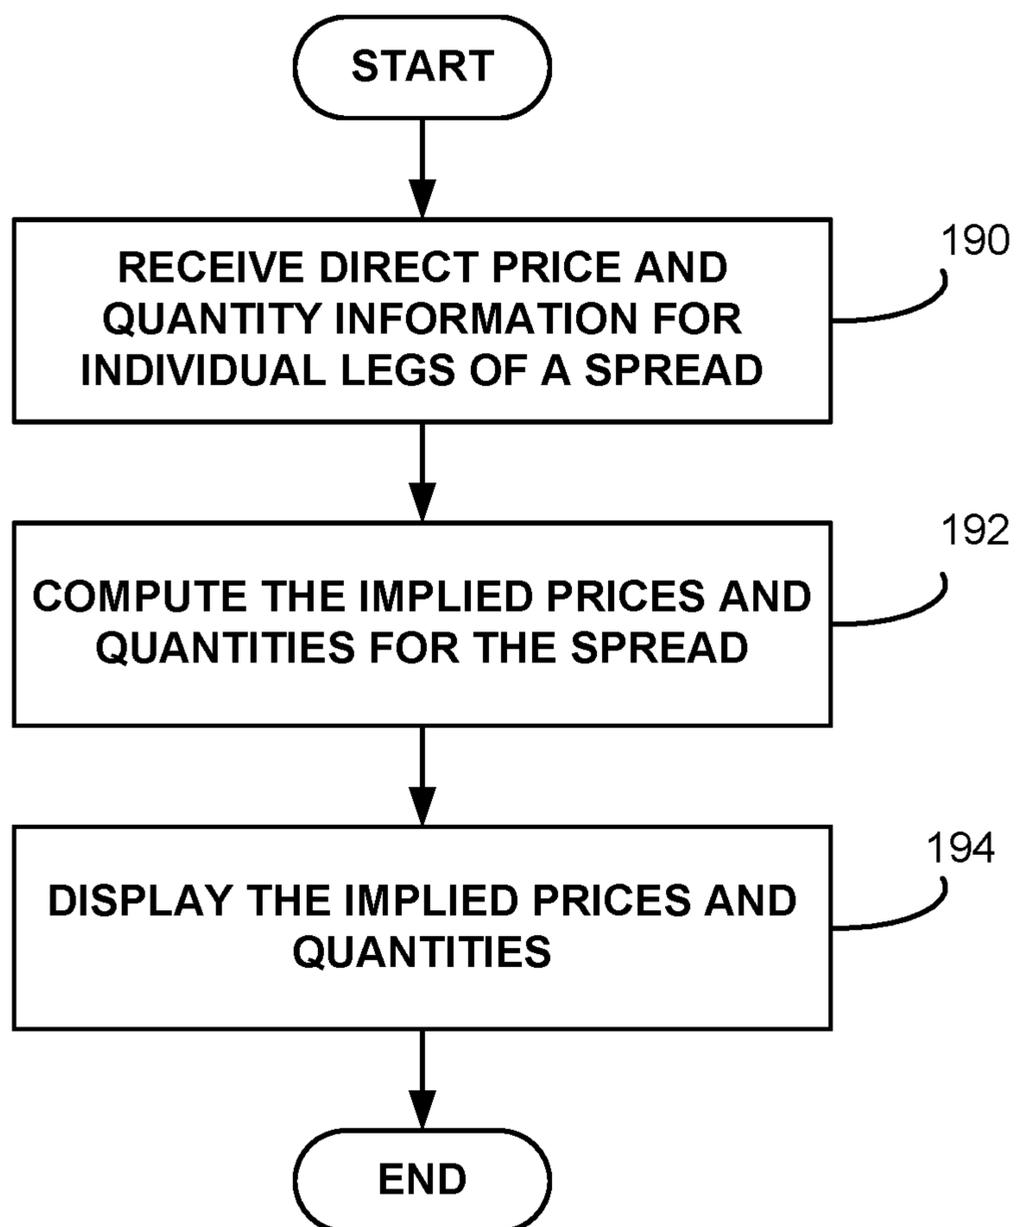 START
RECEIVE DIRECT PRICE AND
QUANTITY INFORMATION FOR
INDIVIDUAL LEGS OF A SPREAD
190
COMPUTE THE IMPLIED PRICES AND
QUANTITIES FOR THE SPREAD
192
DISPLAY THE IMPLIED PRICES AND
QUANTITIES
194
END